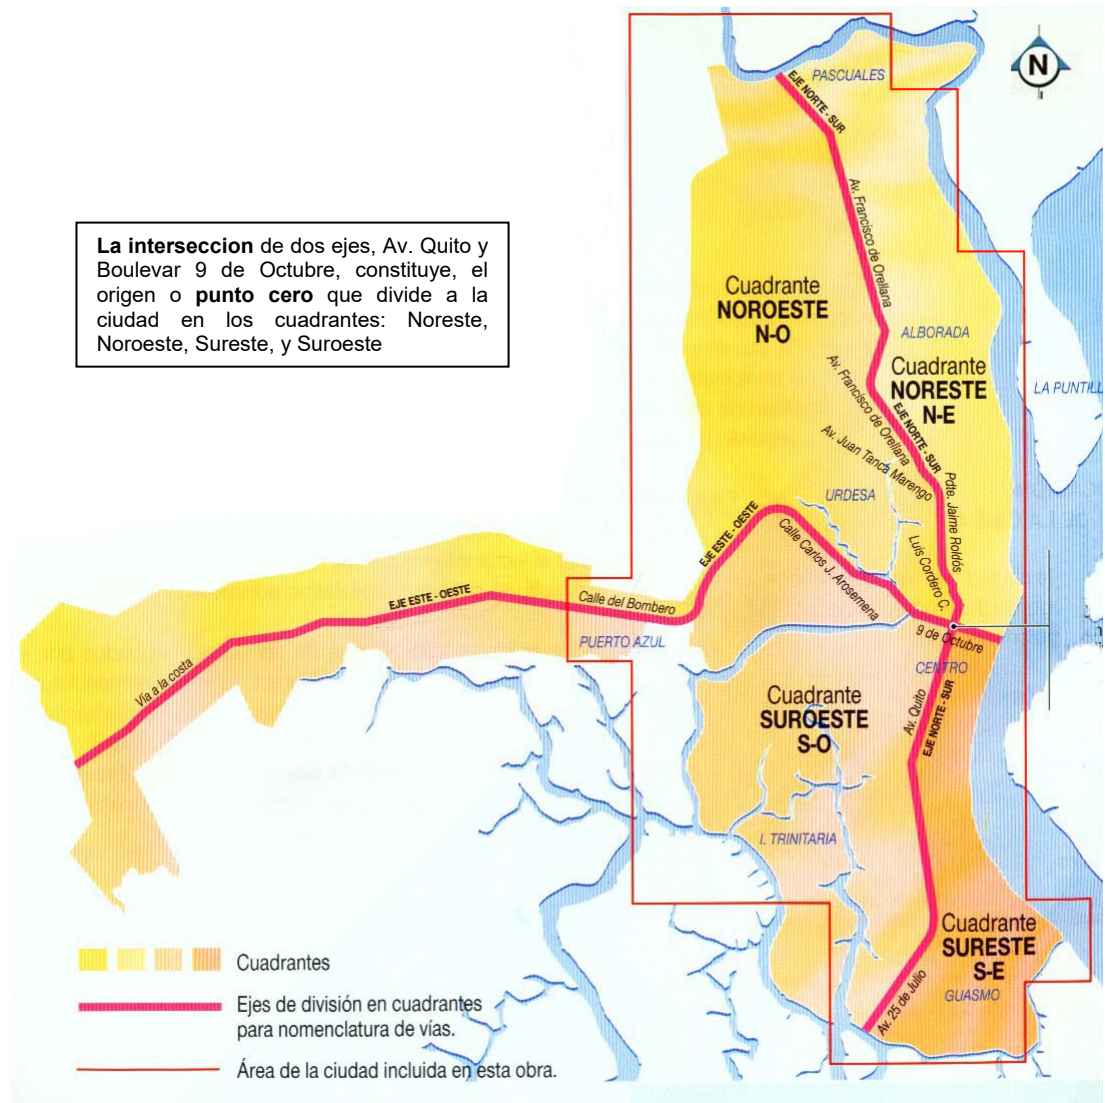 N
PASCUALES
EJE NORTE - SUR
Av. Francisco de Orellana
La interseccion de dos ejes, Av. Quito y
Boulevar 9 de Octubre, constituye, el
origen o punto cero que divide a la
ciudad en los cuadrantes: Noreste,
Noroeste, Sureste, y Suroeste
Cuadrante
NOROESTE
N-O
ALBORADA
Cuadrante
NORESTE
N-E
LA PUNTILL
Av. Francisco de Orellana
EJE NORTE - SUR
Av. Juan Tanca Marengo
URDESA
Pdte. Jaime Roldós
Luis Cordero C.
EJE ESTE - OESTE
Calle Carlos J. Arosemena
EJE ESTE - OESTE
Calle del Bombero
PUERTO AZUL
9 de Octubre
CENTRO
Vía a la costa
Cuadrante
SUROESTE
S-O
Av. Quito
EJE NORTE - SUR
I. TRINITARIA
Cuadrante
SURESTE
S-E
GUASMO
Av. 25 de Julio
Cuadrantes
Ejes de división en cuadrantes
para nomenclatura de vías.
Área de la ciudad incluida en esta obra.